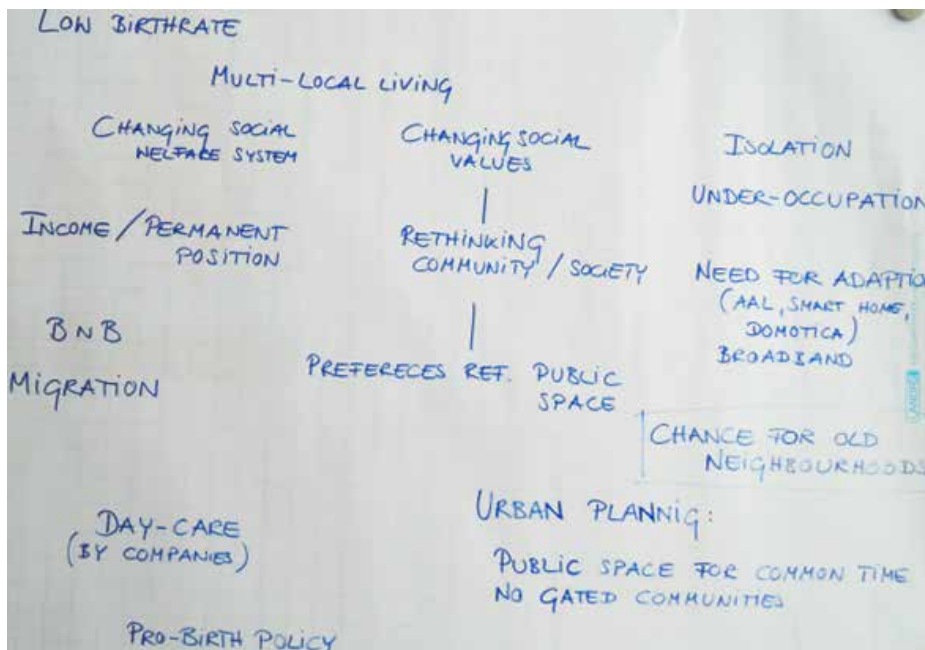 LOW BIRTHRATE
MULTI-LOCAL LIVING
CHANGING SOCIAL
WELFARE SYSTEM
CHANGING SOCIAL
VALUES
ISOLATION
UNDER-OCCUPATION
INCOME / PERMANENT
POSITION
RETHINKING
COMMUNITY / SOCIETY
NEED FOR ADAPTIO
(AAL, SMART HOME,
DOMOTICA)
BROADBAND
BNB
MIGRATION
PREFERECES REF. PUBLIC
SPACE
CHANCE FOR OLD
NEIGHBOURHOODS
DAY-CARE
(BY COMPANIES)
URBAN PLANNIG:
PUBLIC SPACE FOR COMMON TIME
NO GATED COMMUNITIES
PRO-BIRTH POLICY